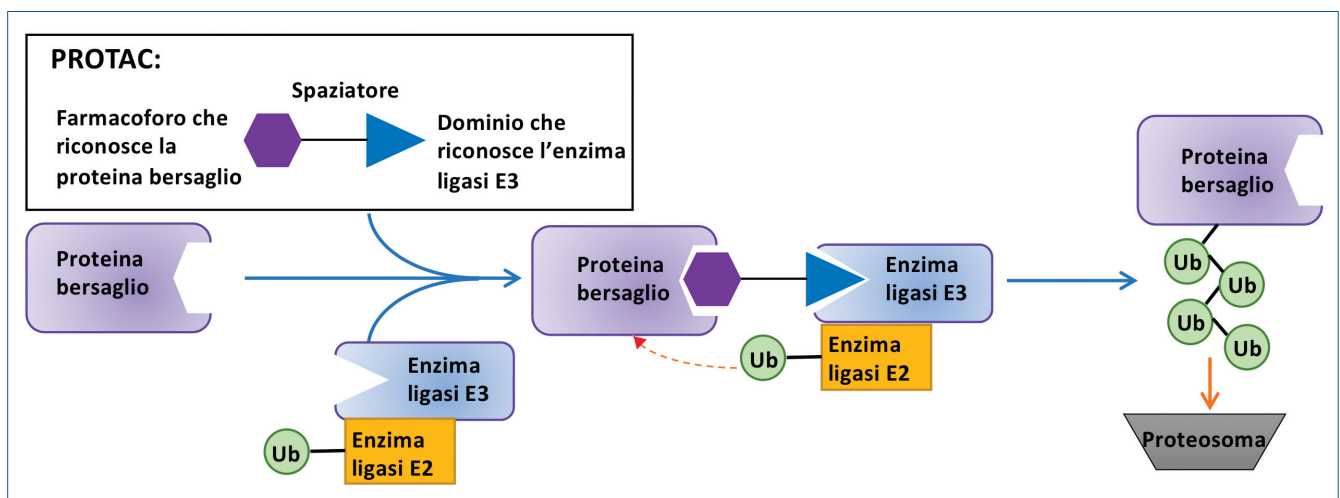 PROTAC:
Spaziatore
Farmacoforo che
riconosce la
proteina bersaglio
Dominio che
riconosce l’enzima
ligasi E3
Proteina
bersaglio
Enzima
ligasi E3
Enzima
ligasi E2
Ub
Proteina
bersaglio
Enzima
ligasi E3
Enzima
ligasi E2
Ub
Proteina
bersaglio
Ub
Ub
Ub
Ub
Proteosoma